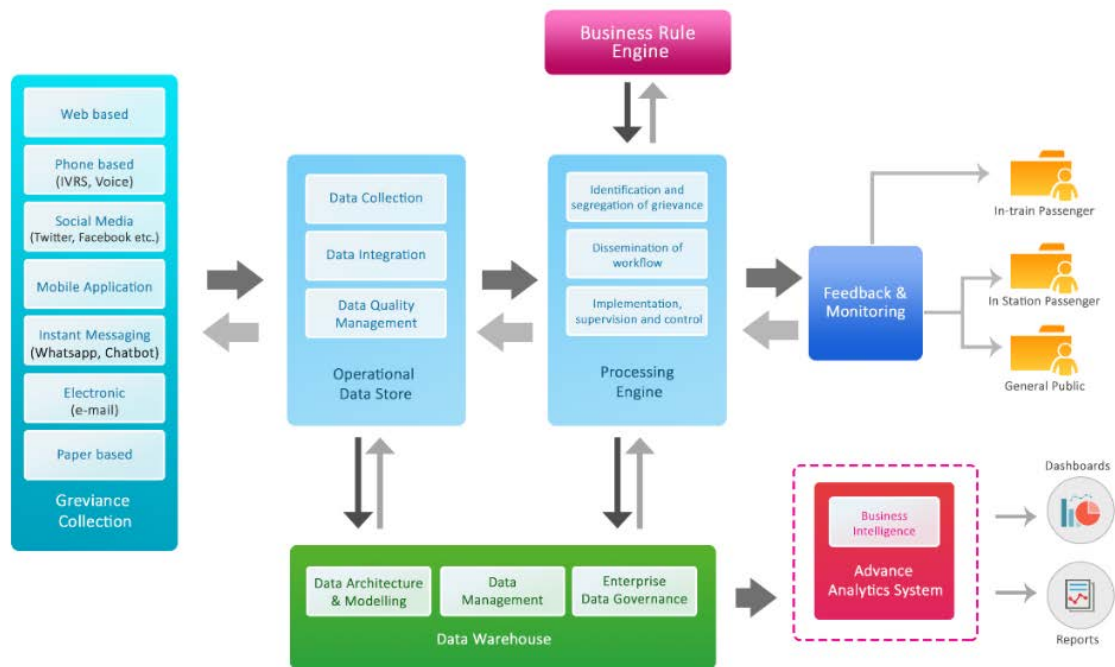 Business Rule
Engine
Web based
Phone based
(IVRS, Voice)
Social Media
(Twitter, Facebook etc.)
Mobile Application
Instant Messaging
(Whatsapp, Chatbot)
Electronic
(e-mail)
Paper based
Greviance
Collection
Data Collection
Data Integration
Data Quality
Management
Operational
Data Store
Identification and
segregation of grievance
Dissemination of
workflow
Implementation,
supervision and control
Processing
Engine
Feedback &
Monitoring
In-train Passenger
In Station Passenger
General Public
Data Architecture
& Modelling
Data
Management
Enterprise
Data Governance
Data Warehouse
Business
Intelligence
Advance
Analytics System
Dashboards
Reports